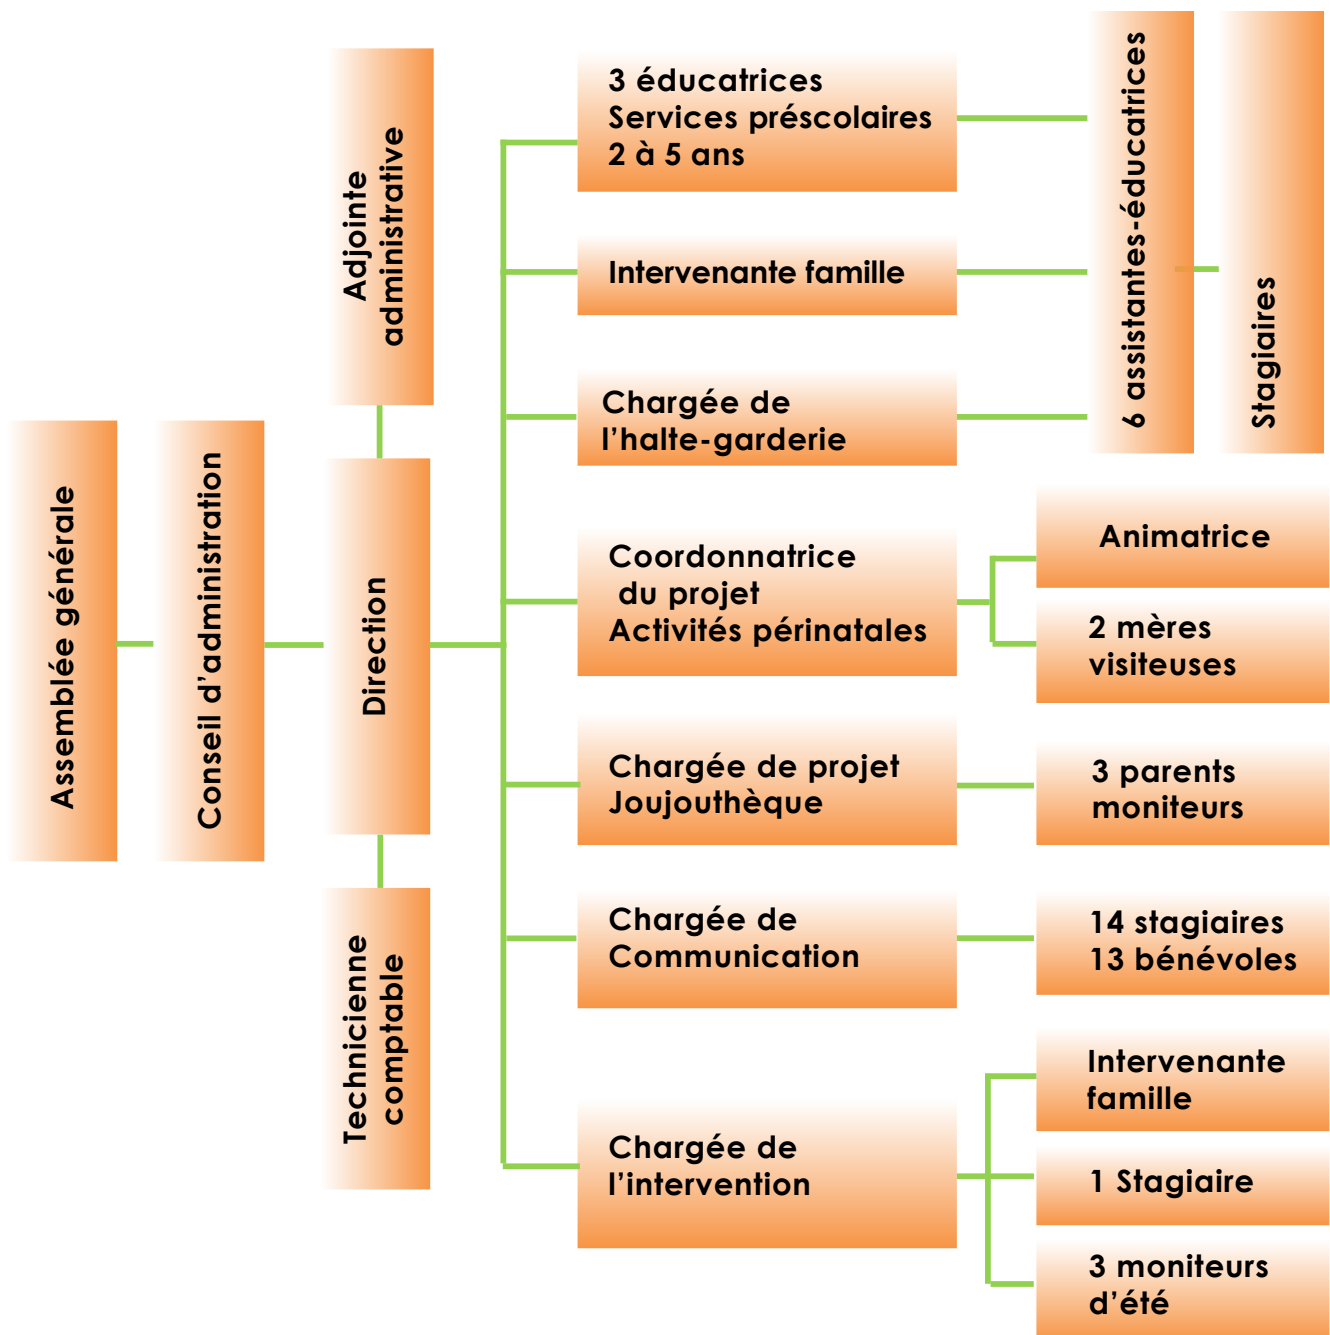 Assemblée générale
Conseil d'administration
Adjointe
administrative
Direction
Technicienne
comptable
3 éducatrices
Services préscolaires
2 à 5 ans
Intervenante famille
Chargée de
l'halte-garderie
6 assistantes-éducatrices
Stagiaires
Coordonnatrice
du projet
Activités périnatales
Animatrice
2 mères
visiteuses
Chargée de projet
Joujouthèque
3 parents
moniteurs
Chargée de
Communication
14 stagiaires
13 bénévoles
Chargée de
l'intervention
Intervenante
famille
1 Stagiaire
3 moniteurs
d'été